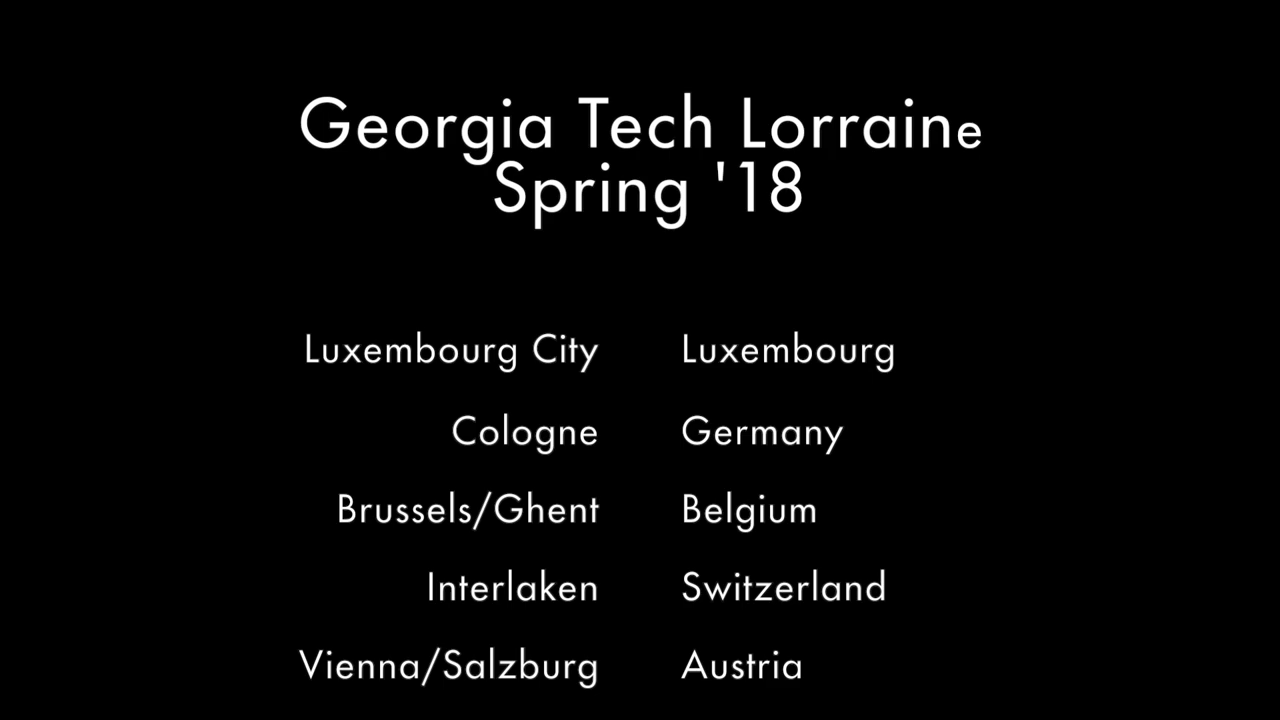 Georgia Tech Lorraine
Spring '18
Luxembourg City Luxembourg
Cologne Germany
Brussels/Ghent Belgium
Interlaken Switzerland
Vienna/Salzburg Austria